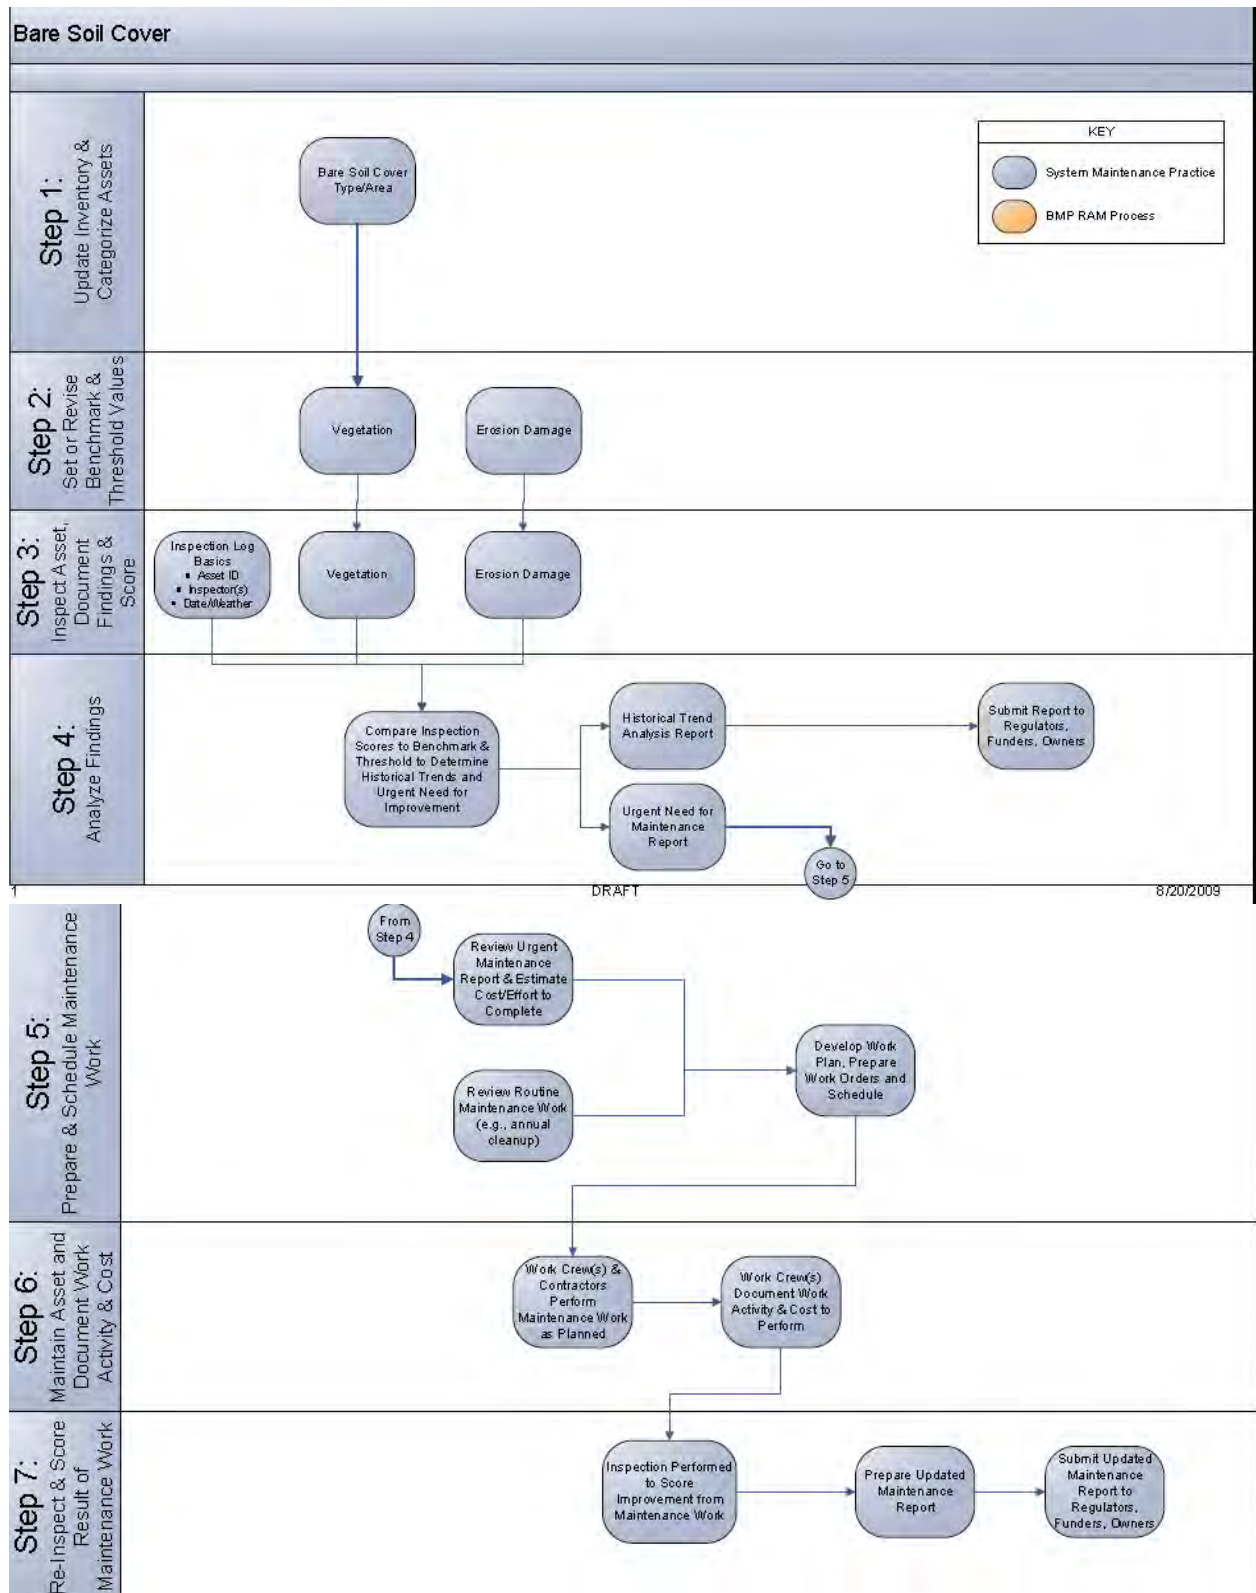 Bare Soil Cover
KEY
System Maintenance Practice
BMP RAM Process
Step 1:
Update Inventory &
Categorize Assets
Bare Soil Cover
Type/Area
Step 2:
Set or Revise
Benchmark &
Threshold Values
Vegetation
Erosion Damage
Step 3:
Inspect Asset,
Document
Findings &
Score
Inspection Log
Basics
▪ Asset ID
▪ Inspector(s)
▪ Date/Weather
Vegetation
Erosion Damage
Step 4:
Analyze Findings
Compare Inspection
Scores to Benchmark &
Threshold to Determine
Historical Trends and
Urgent Need for
Improvement
Historical Trend
Analysis Report
Submit Report to
Regulators,
Funders, Owners
Urgent Need for
Maintenance
Report
Go to
Step 5
1
DRAFT
8/20/2009
Step 5:
Prepare & Schedule Maintenance
Work
From
Step 4
Review Urgent
Maintenance
Report & Estimate
Cost/Effort to
Complete
Develop Work
Plan, Prepare
Work Orders and
Schedule
Review Routine
Maintenance Work
(e.g., annual
cleanup)
Step 6:
Maintain Asset and
Document Work
Activity & Cost
Work Crew(s) &
Contractors
Perform
Maintenance Work
as Planned
Work Crew(s)
Document Work
Activity & Cost to
Perform
Step 7:
Re-Inspect & Score
Result of
Maintenance Work
Inspection Performed
to Score
Improvement from
Maintenance Work
Prepare Updated
Maintenance
Report
Submit Updated
Maintenance
Report to
Regulators,
Funders, Owners